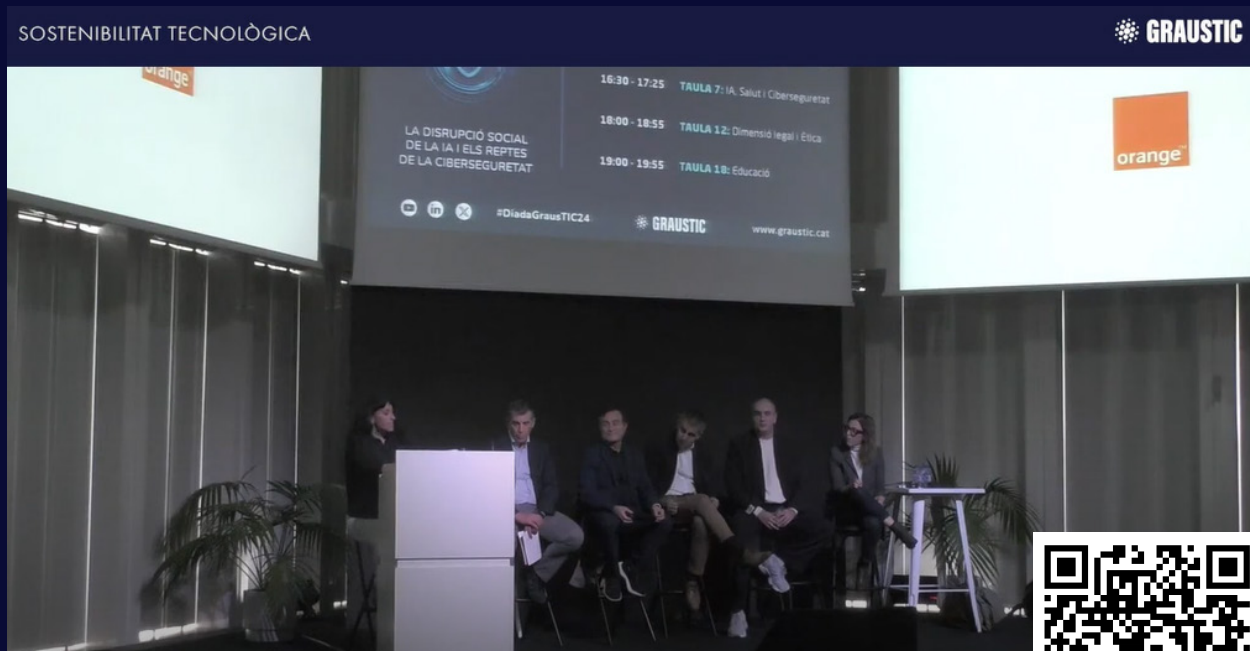 SOSTENIBILITAT TECNOLÒGICA
GRAUSTIC
orange
16:30 - 17:25 TAULA 7: IA, Salut i Ciberseguretat
18:00 - 18:55 TAULA 12: Dimensió legal i Ètica
19:00 - 19:55 TAULA 18: Educació
LA DISRUPCIÓ SOCIAL
DE LA IA I ELS REPTES
DE LA CIBERSEGURETAT
#DiadaGrausTIC24
GRAUSTIC
www.graustic.cat
orange™